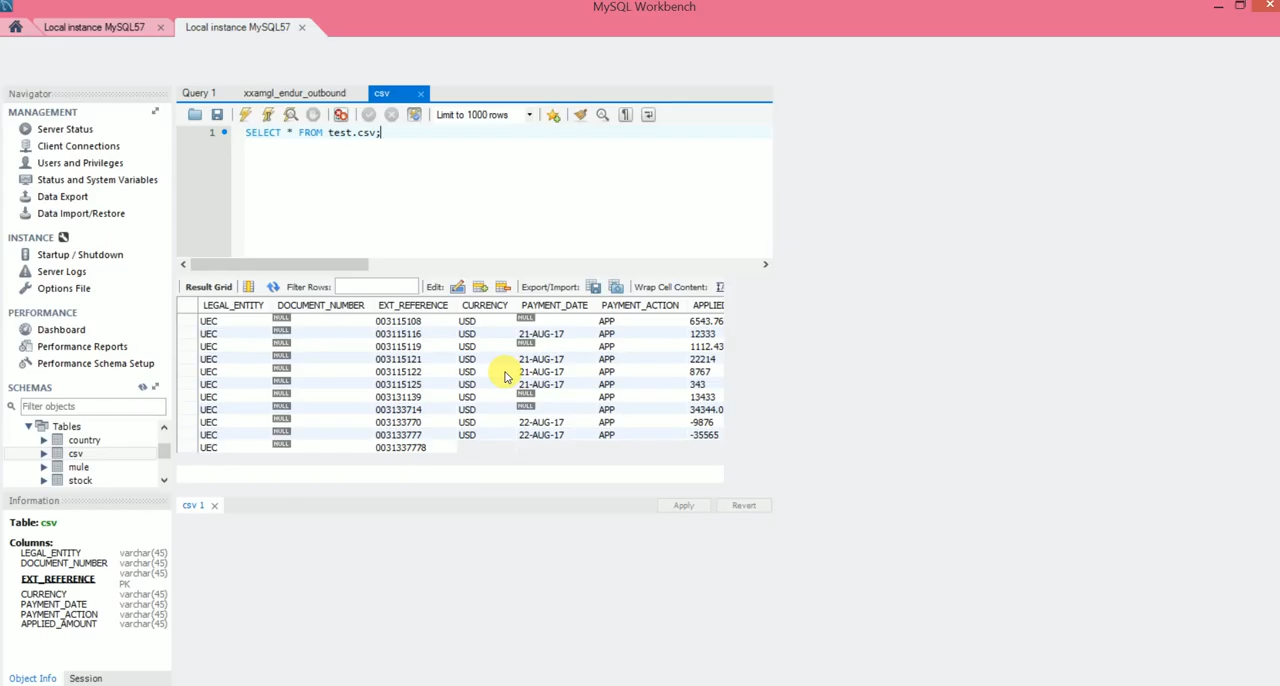 MySQL Workbench
Local instance MySQL57 × Local instance MySQL57 ×
Navigator
MANAGEMENT
Server Status
Client Connections
Users and Privileges
Status and System Variables
Data Export
Data Import/Restore
INSTANCE
Startup / Shutdown
Server Logs
Options File
PERFORMANCE
Dashboard
Performance Reports
Performance Schema Setup
SCHEMAS
Filter objects
Tables
country
csv
mule
stock
Information
Table: csv
Columns:
LEGAL_ENTITY varchar(45)
DOCUMENT_NUMBER varchar(45)
EXT_REFERENCE varchar(45) PK
CURRENCY varchar(45)
PAYMENT_DATE varchar(45)
PAYMENT_ACTION varchar(45)
APPLIED_AMOUNT varchar(45)
Object Info Session
Query 1 xxamgl_endur_outbound csv ×
Limit to 1000 rows
1 SELECT * FROM test.csv;
Result Grid Filter Rows: Edit: Export/Import: Wrap Cell Content:
LEGAL_ENTITY DOCUMENT_NUMBER EXT_REFERENCE CURRENCY PAYMENT_DATE PAYMENT_ACTION APPLIED
UEC NULL 003115108 USD NULL APP 6543.76
UEC NULL 003115116 USD 21-AUG-17 APP 12333
UEC NULL 003115119 USD NULL APP 1112.43
UEC NULL 003115121 USD 21-AUG-17 APP 22214
UEC NULL 003115122 USD 21-AUG-17 APP 8767
UEC NULL 003115125 USD 21-AUG-17 APP 343
UEC NULL 003131139 USD NULL APP 13433
UEC NULL 003133714 USD NULL APP 34344.0
UEC NULL 003133770 USD 22-AUG-17 APP -9876
UEC NULL 003133777 USD 22-AUG-17 APP -35565
UEC NULL 0031337778
csv 1 × Apply Revert